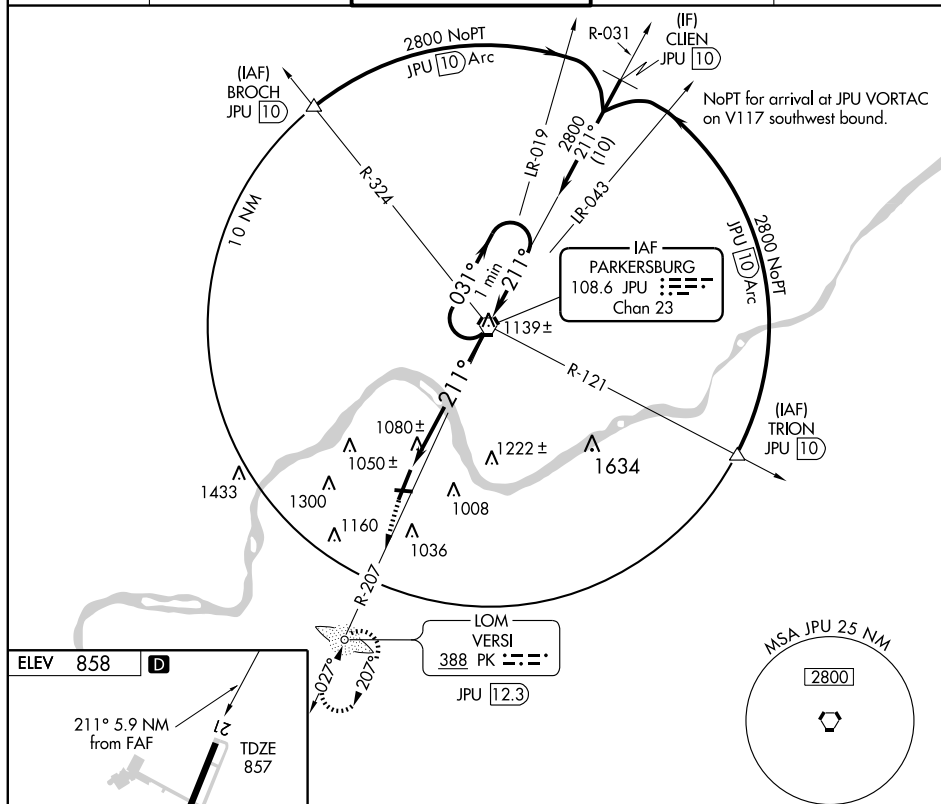 2800 NoPT
JPU 10 Arc
(IAF)
BROCH
JPU 10
R-031
(IF)
CLIEN
JPU 10
NoPT for arrival at JPU VORTAC
on V117 southwest bound.
LR-019
2800
211°
(10)
LR-043
R-324
10 NM
2800 NoPT
JPU 10 Arc
031°
1 min
211°
IAF
PARKERSBURG
108.6 JPU
Chan 23
1139±
R-121
211°
(IAF)
TRION
JPU 10
1080±
1050±
1222±
1634
1433
1300
1008
1160
1036
R-207
LOM
VERSI
388 PK
JPU 12.3
027°
207°
MSA JPU 25 NM
2800
ELEV 858 D
211° 5.9 NM
from FAF
21
TDZE
857